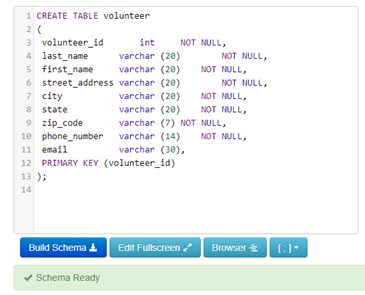 1 CREATE TABLE volunteer
2 (
3 volunteer_id int NOT NULL,
4 last_name varchar (20) NOT NULL,
5 first_name varchar (20) NOT NULL,
6 street_address varchar (20) NOT NULL,
7 city varchar (20) NOT NULL,
8 state varchar (20) NOT NULL,
9 zip_code varchar (7) NOT NULL,
10 phone_number varchar (14) NOT NULL,
11 email varchar (30),
12 PRIMARY KEY (volunteer_id)
13 );
14
Build Schema Edit Fullscreen Browser [ ; ]
Schema Ready